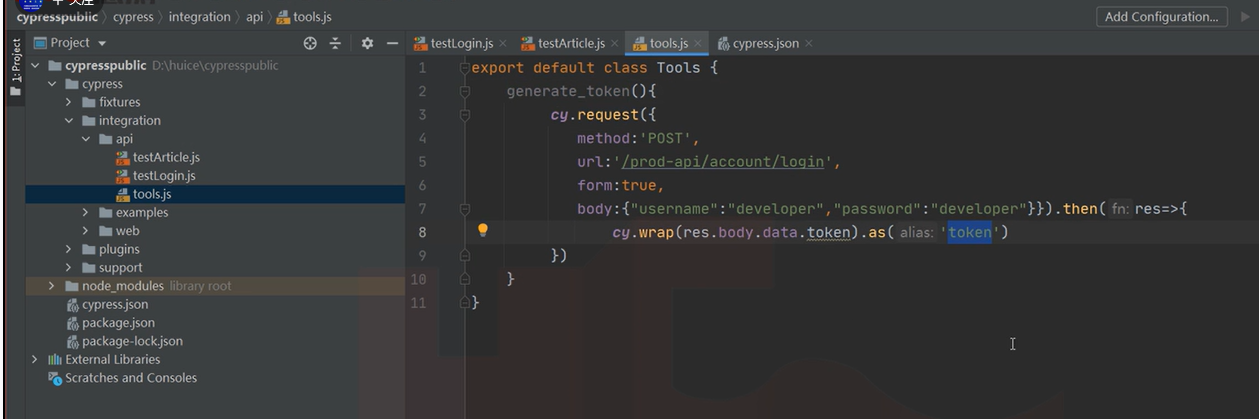 cypresspublic cypress integration api tools.js Add Configuration...
1: Project
Project
testLogin.js testArticle.js tools.js cypress.json
cypresspublic D:\huice\cypresspublic
cypress
fixtures
integration
api
testArticle.js
testLogin.js
tools.js
examples
web
plugins
support
node_modules library root
cypress.json
package.json
package-lock.json
External Libraries
Scratches and Consoles
1 export default class Tools {
2 generate_token(){
3 cy.request({
4 method:'POST',
5 url:'/prod-api/account/login',
6 form:true,
7 body:{"username":"developer","password":"developer"}}).then( fn: res=>{
8 cy.wrap(res.body.data.token).as( alias: 'token')
9 })
10 }
11 }